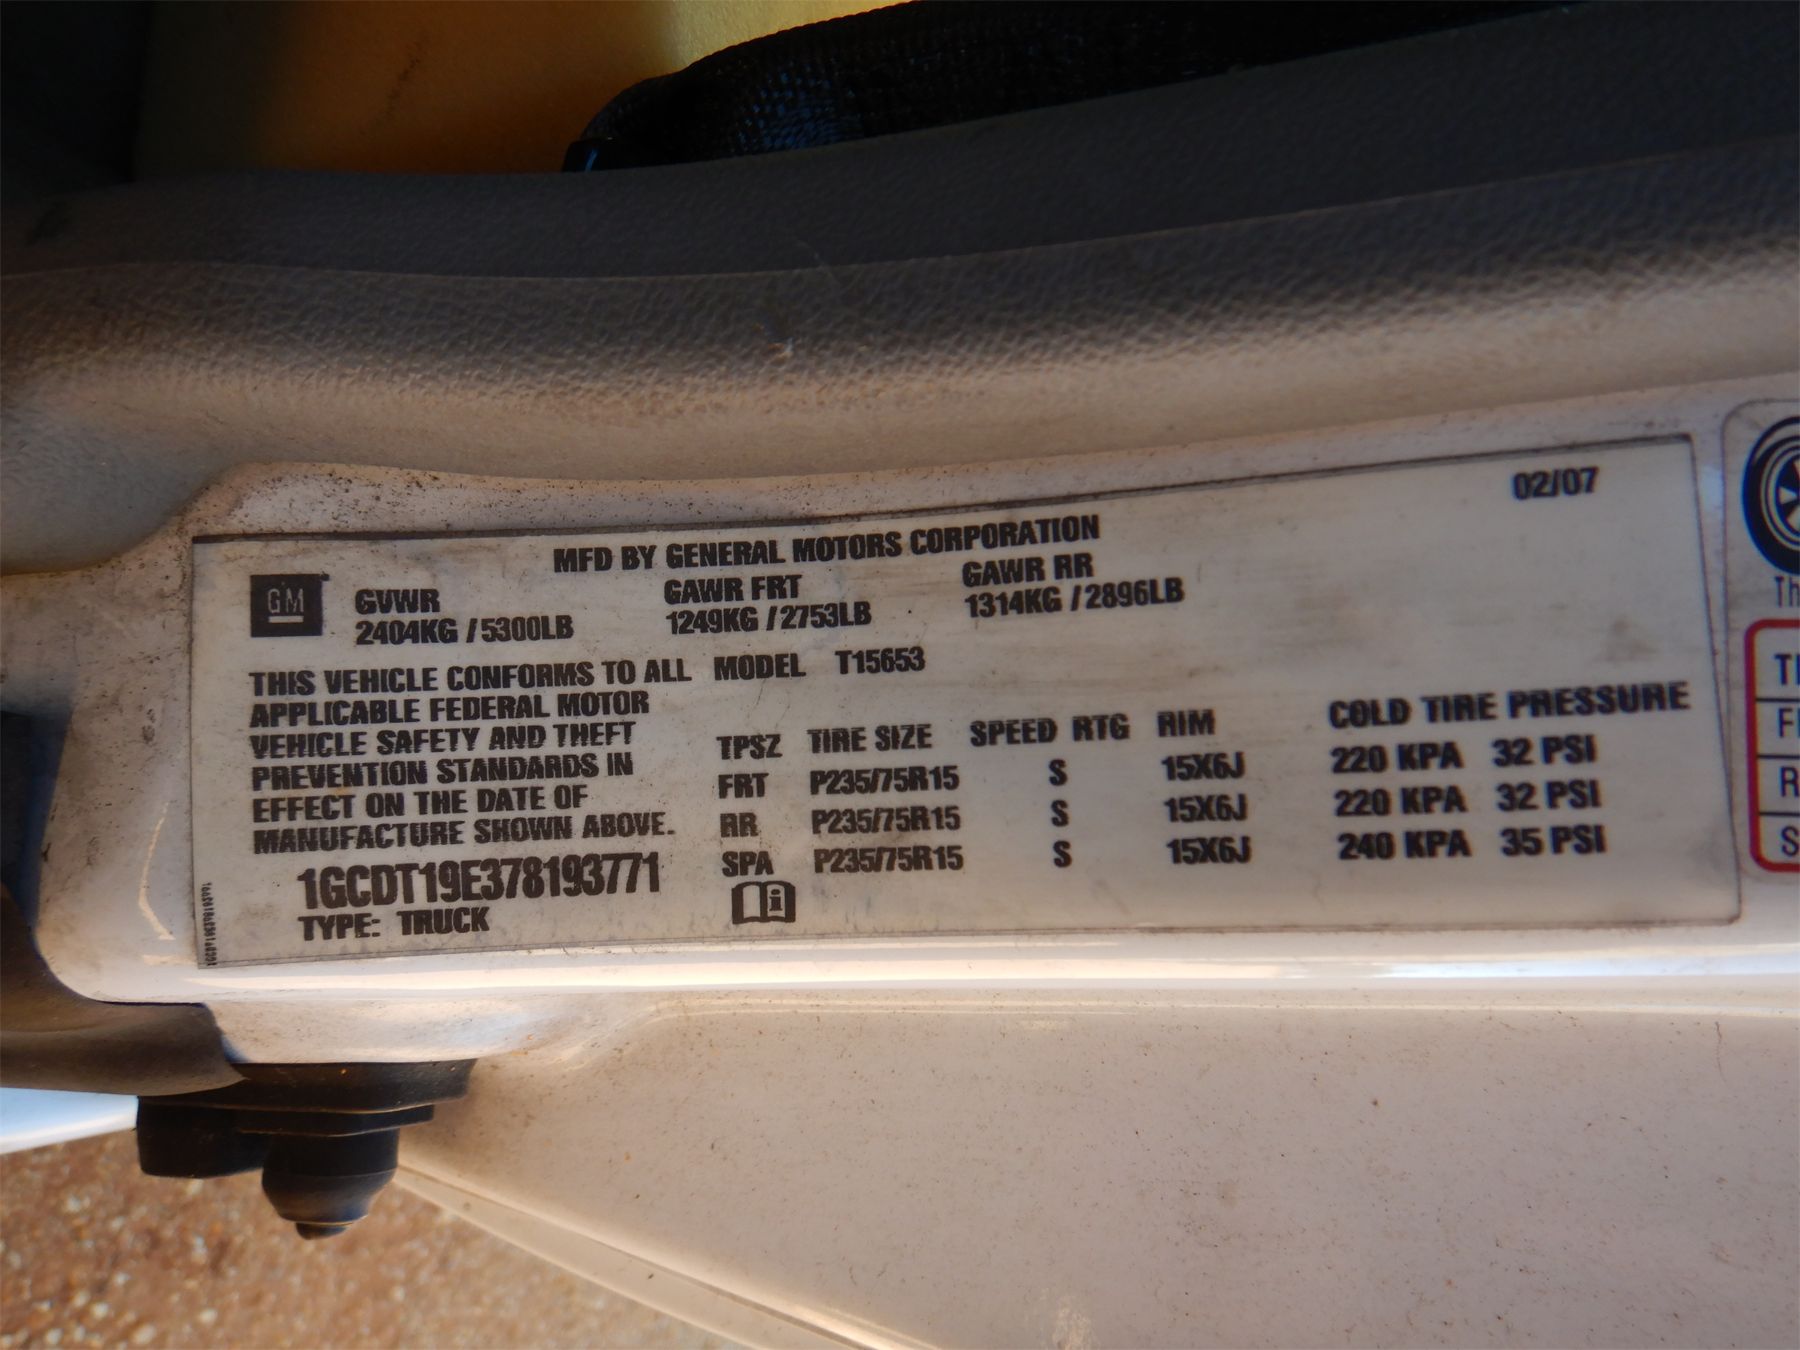 02/07
MFD BY GENERAL MOTORS CORPORATION
GM
GVWR GAWR FRT GAWR RR
2404KG / 5300LB 1249KG / 2753LB 1314KG / 2896LB
THIS VEHICLE CONFORMS TO ALL
APPLICABLE FEDERAL MOTOR
VEHICLE SAFETY AND THEFT
PREVENTION STANDARDS IN
EFFECT ON THE DATE OF
MANUFACTURE SHOWN ABOVE.
1GCDT19E378193771
TYPE: TRUCK
MODEL T15653
TPSZ TIRE SIZE SPEED RTG RIM COLD TIRE PRESSURE
FRT P235/75R15 S 15X6J 220 KPA 32 PSI
RR P235/75R15 S 15X6J 220 KPA 32 PSI
SPA P235/75R15 S 15X6J 240 KPA 35 PSI